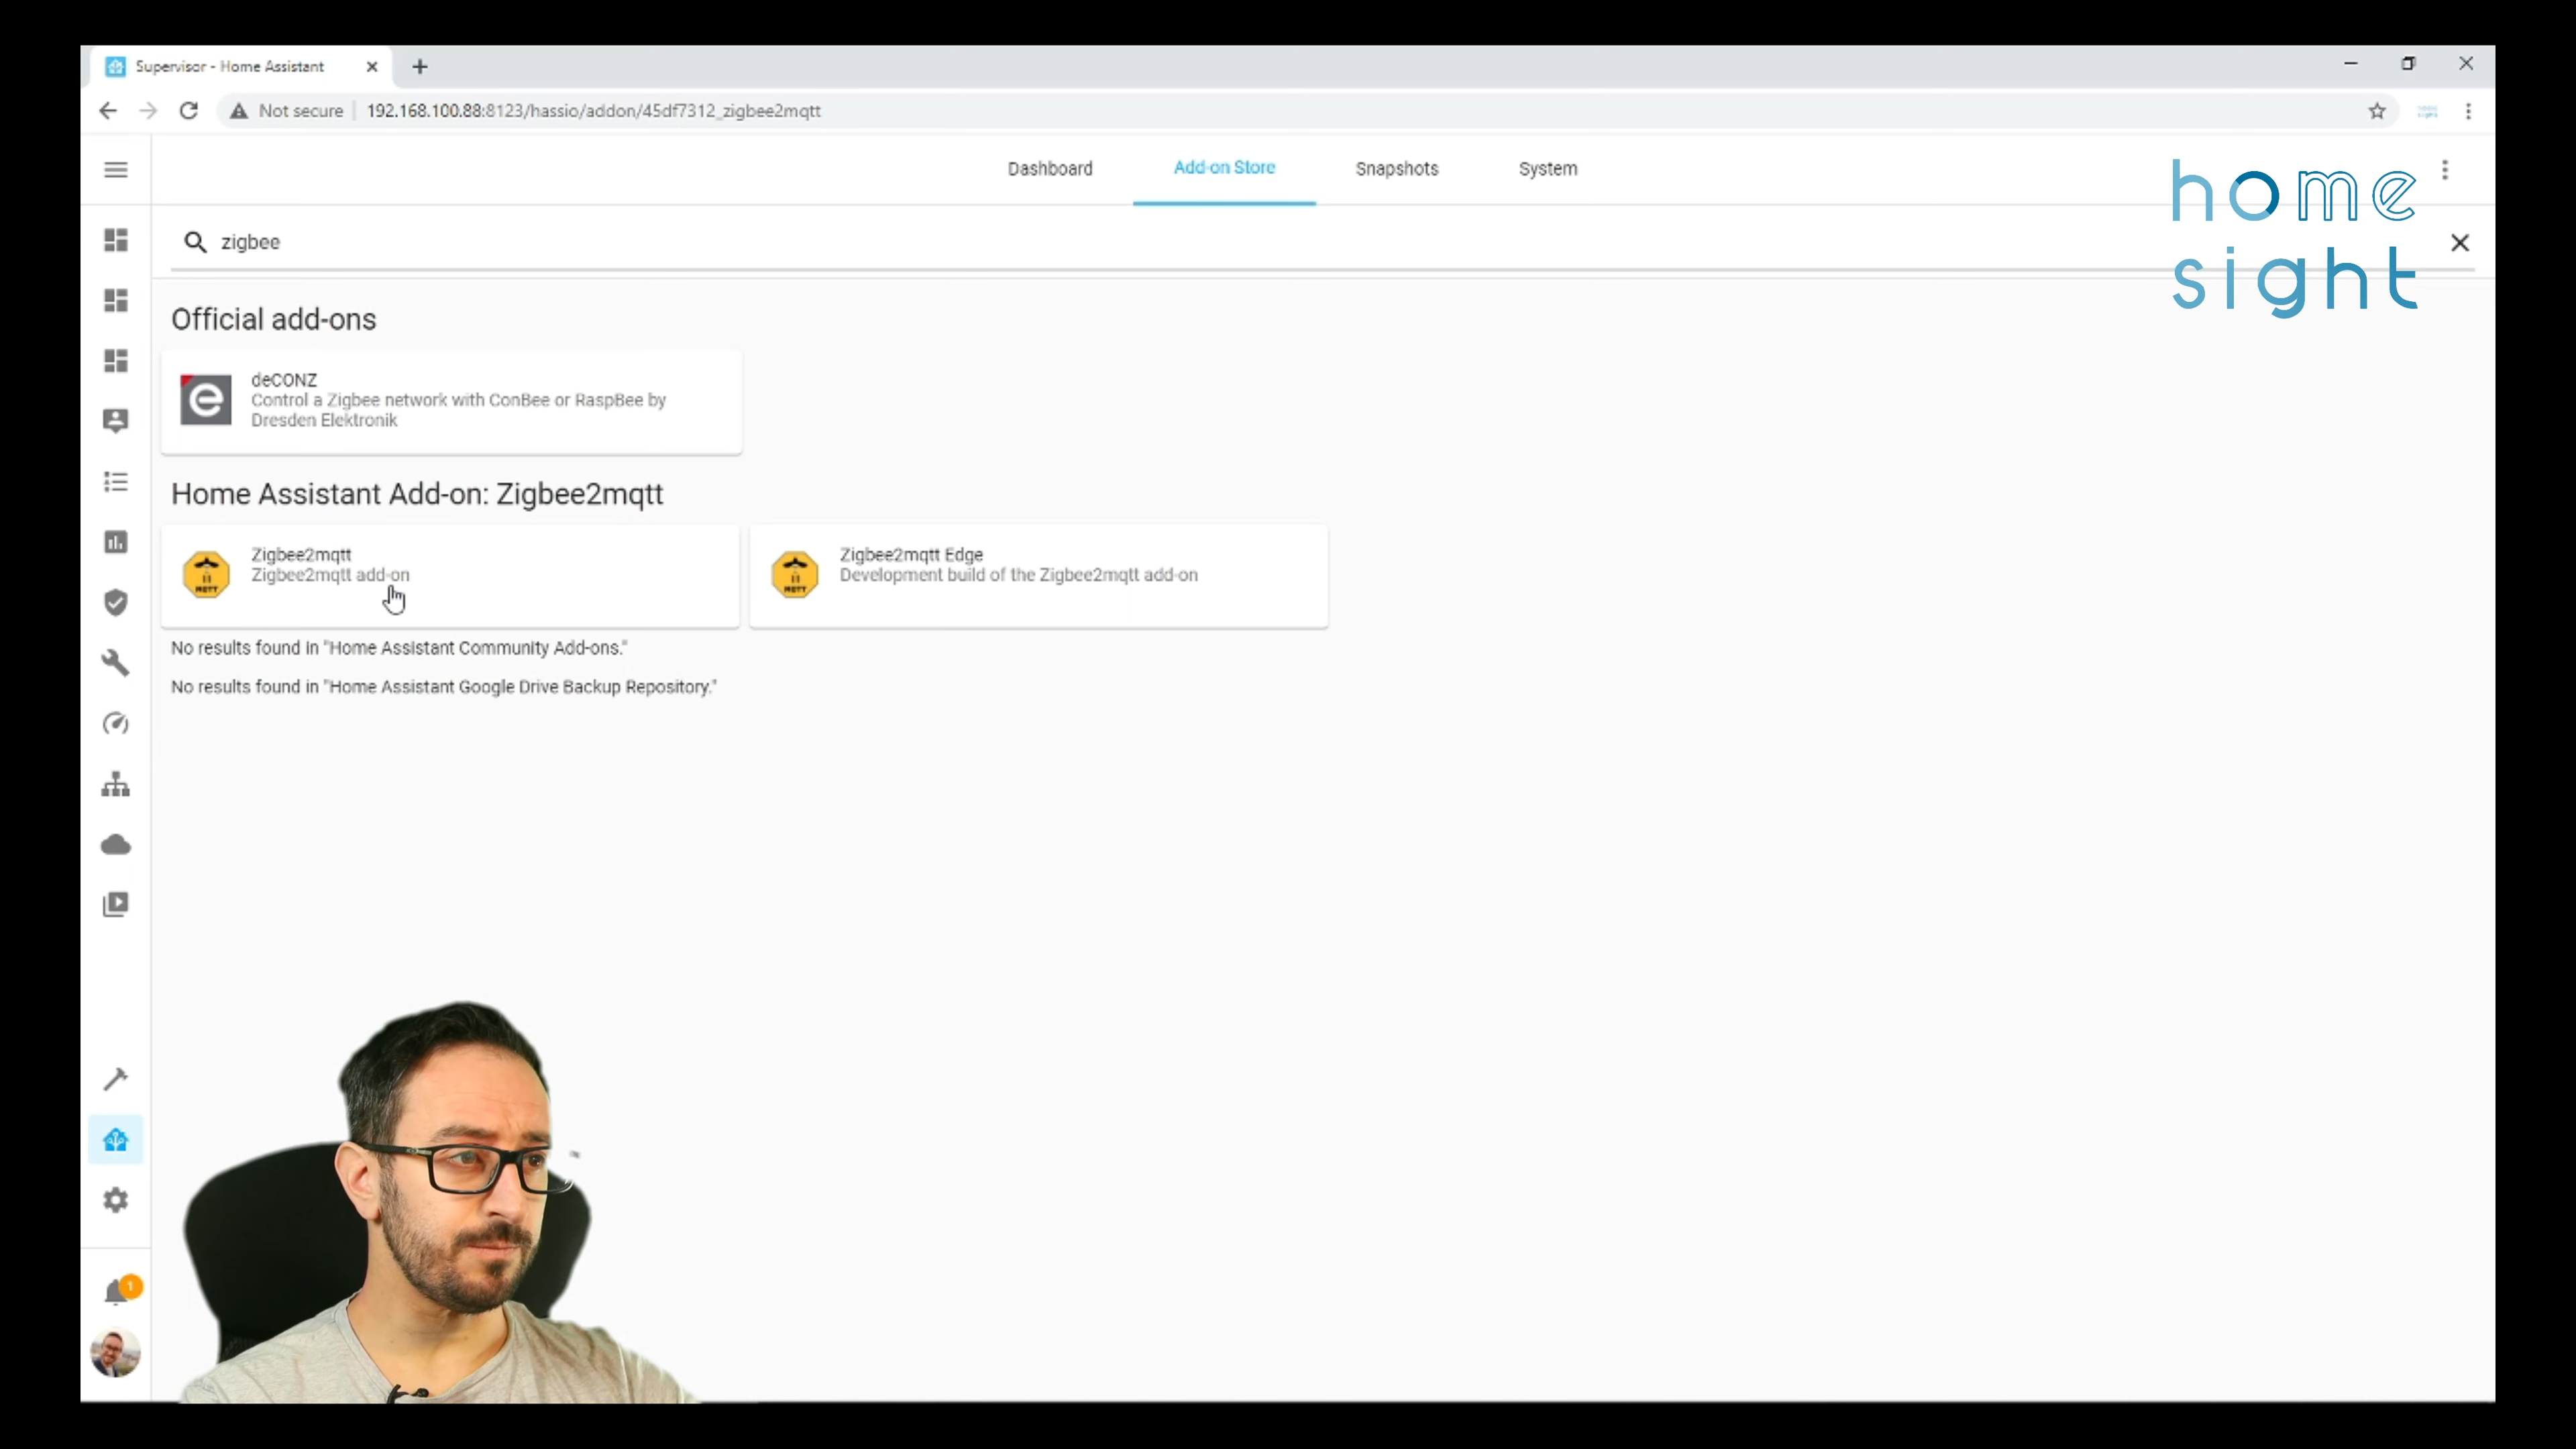 Supervisor - Home Assistant
Not secure
192.168.100.88:8123/hassio/addon/45df7312_zigbee2mqtt
Dashboard
Add-on Store
Snapshots
System
home
sight
zigbee
Official add-ons
deCONZ
Control a Zigbee network with ConBee or RaspBee by
Dresden Elektronik
Home Assistant Add-on: Zigbee2mqtt
MQTT
Zigbee2mqtt
Zigbee2mqtt add-on
MQTT
Zigbee2mqtt Edge
Development build of the Zigbee2mqtt add-on
No results found in "Home Assistant Community Add-ons."
No results found in "Home Assistant Google Drive Backup Repository."
1